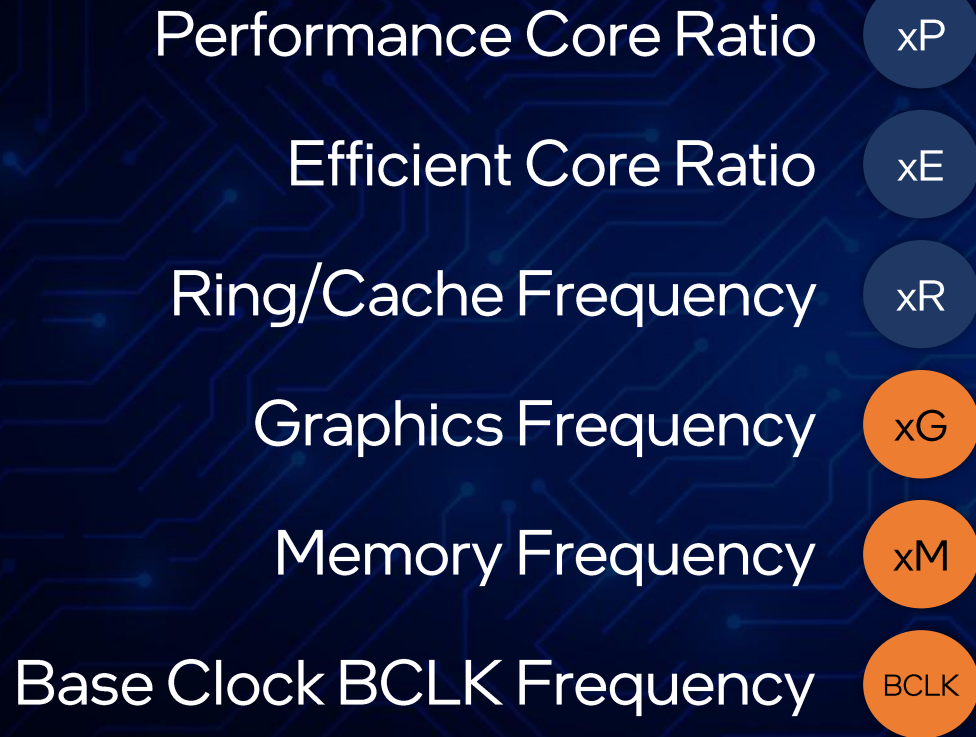 Performance Core Ratio xP
Efficient Core Ratio xE
Ring/Cache Frequency xR
Graphics Frequency xG
Memory Frequency xM
Base Clock BCLK Frequency BCLK